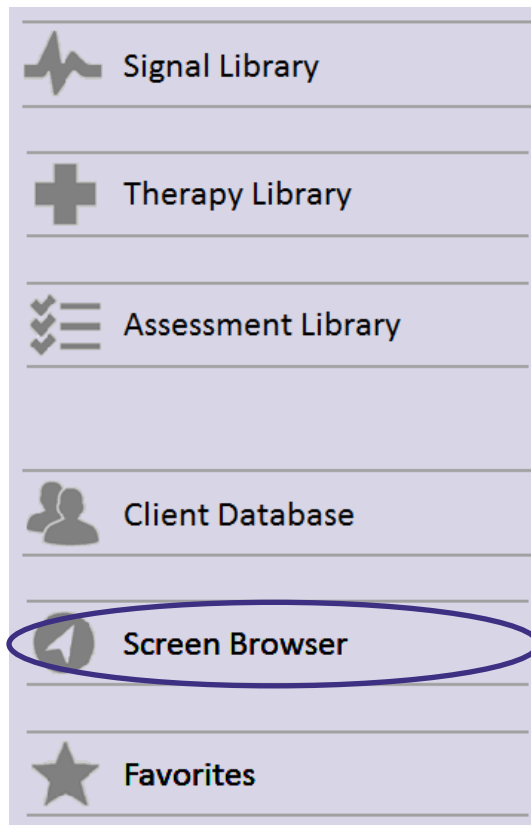 Signal Library
Therapy Library
Assessment Library
Client Database
Screen Browser
Favorites